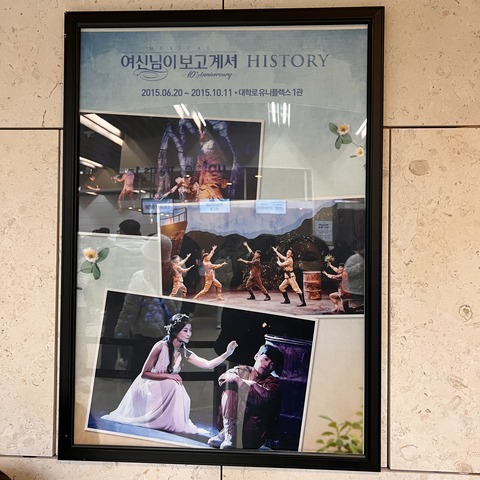 MUSICAL
여신님이 보고 계셔 HISTORY
10th Anniversary
2015.06.20 ~ 2015.10.11 • 대학로 유니플렉스 1관